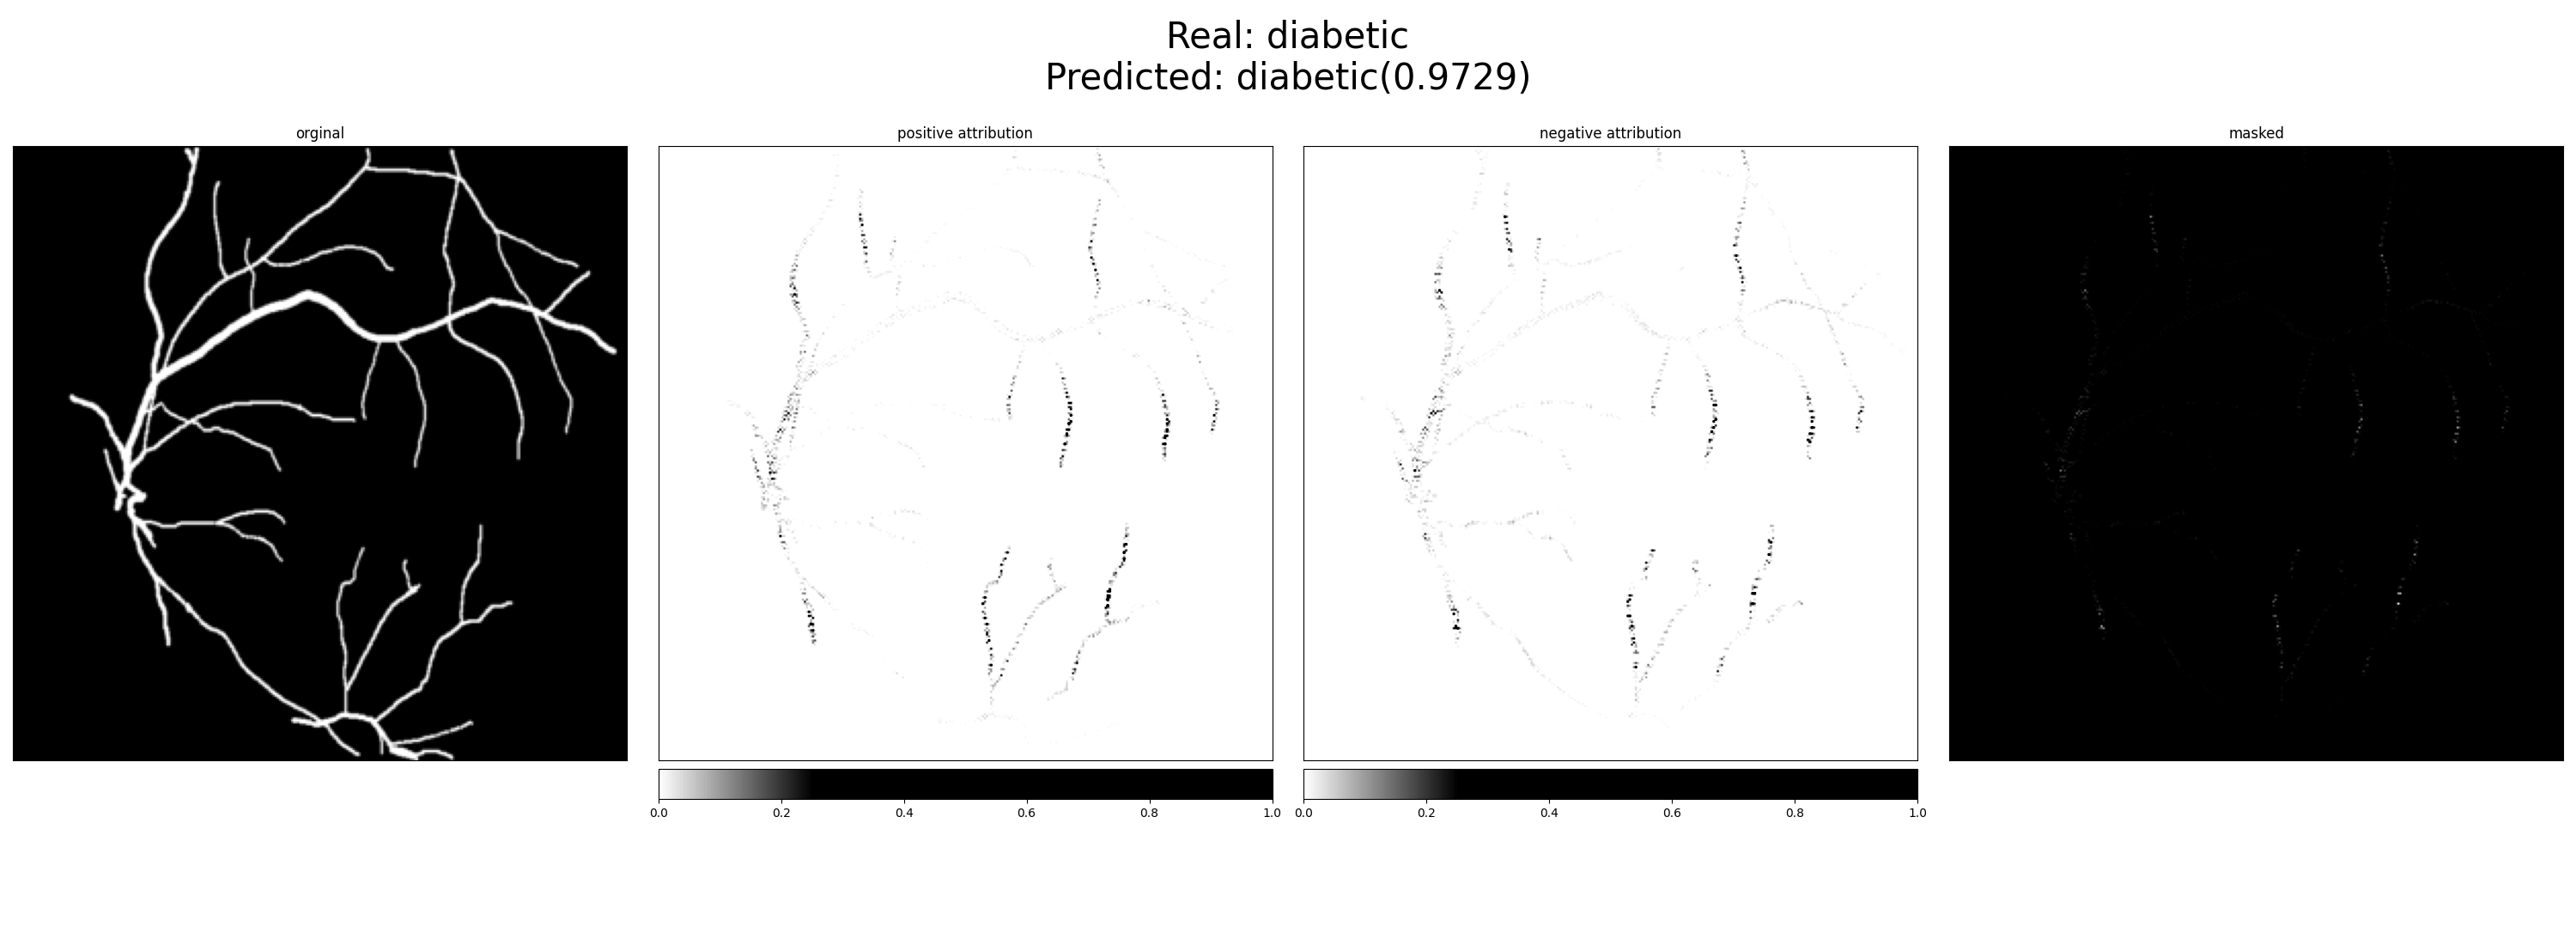 Real: diabetic
Predicted: diabetic(0.9729)
orginal
positive attribution
negative attribution
masked
0.0 0.2 0.4 0.6 0.8 1.0
0.0 0.2 0.4 0.6 0.8 1.0